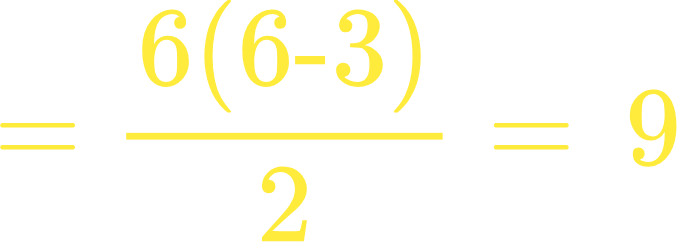 = 6(6-3)/2 = 9